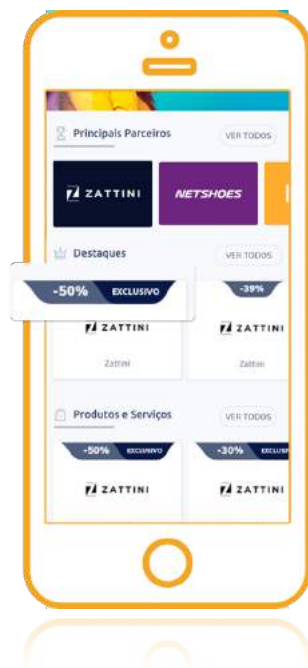 Principais Parceiros
VER TODOS
ZATTINI
NETSHOES
Destaques
VER TODOS
-50% EXCLUSIVO
-39%
ZATTINI
ZATTINI
Zattini
Zattini
Produtos e Serviços
VER TODOS
-50% EXCLUSIVO
-30%
ZATTINI
ZATTINI